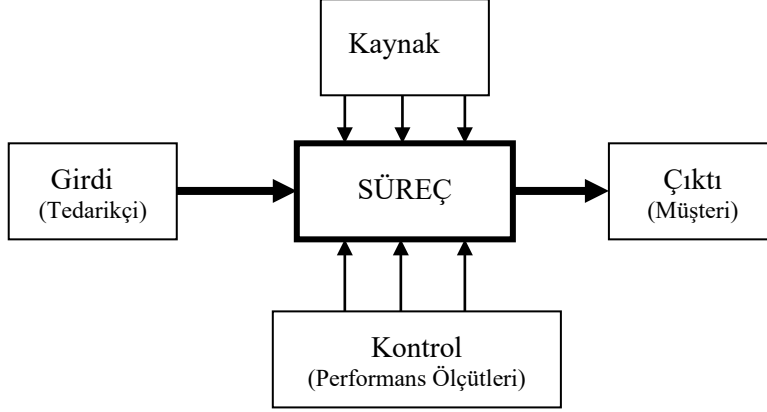 Kaynak
Girdi
(Tedarikçi)
SÜREÇ
Çıktı
(Müşteri)
Kontrol
(Performans Ölçütleri)